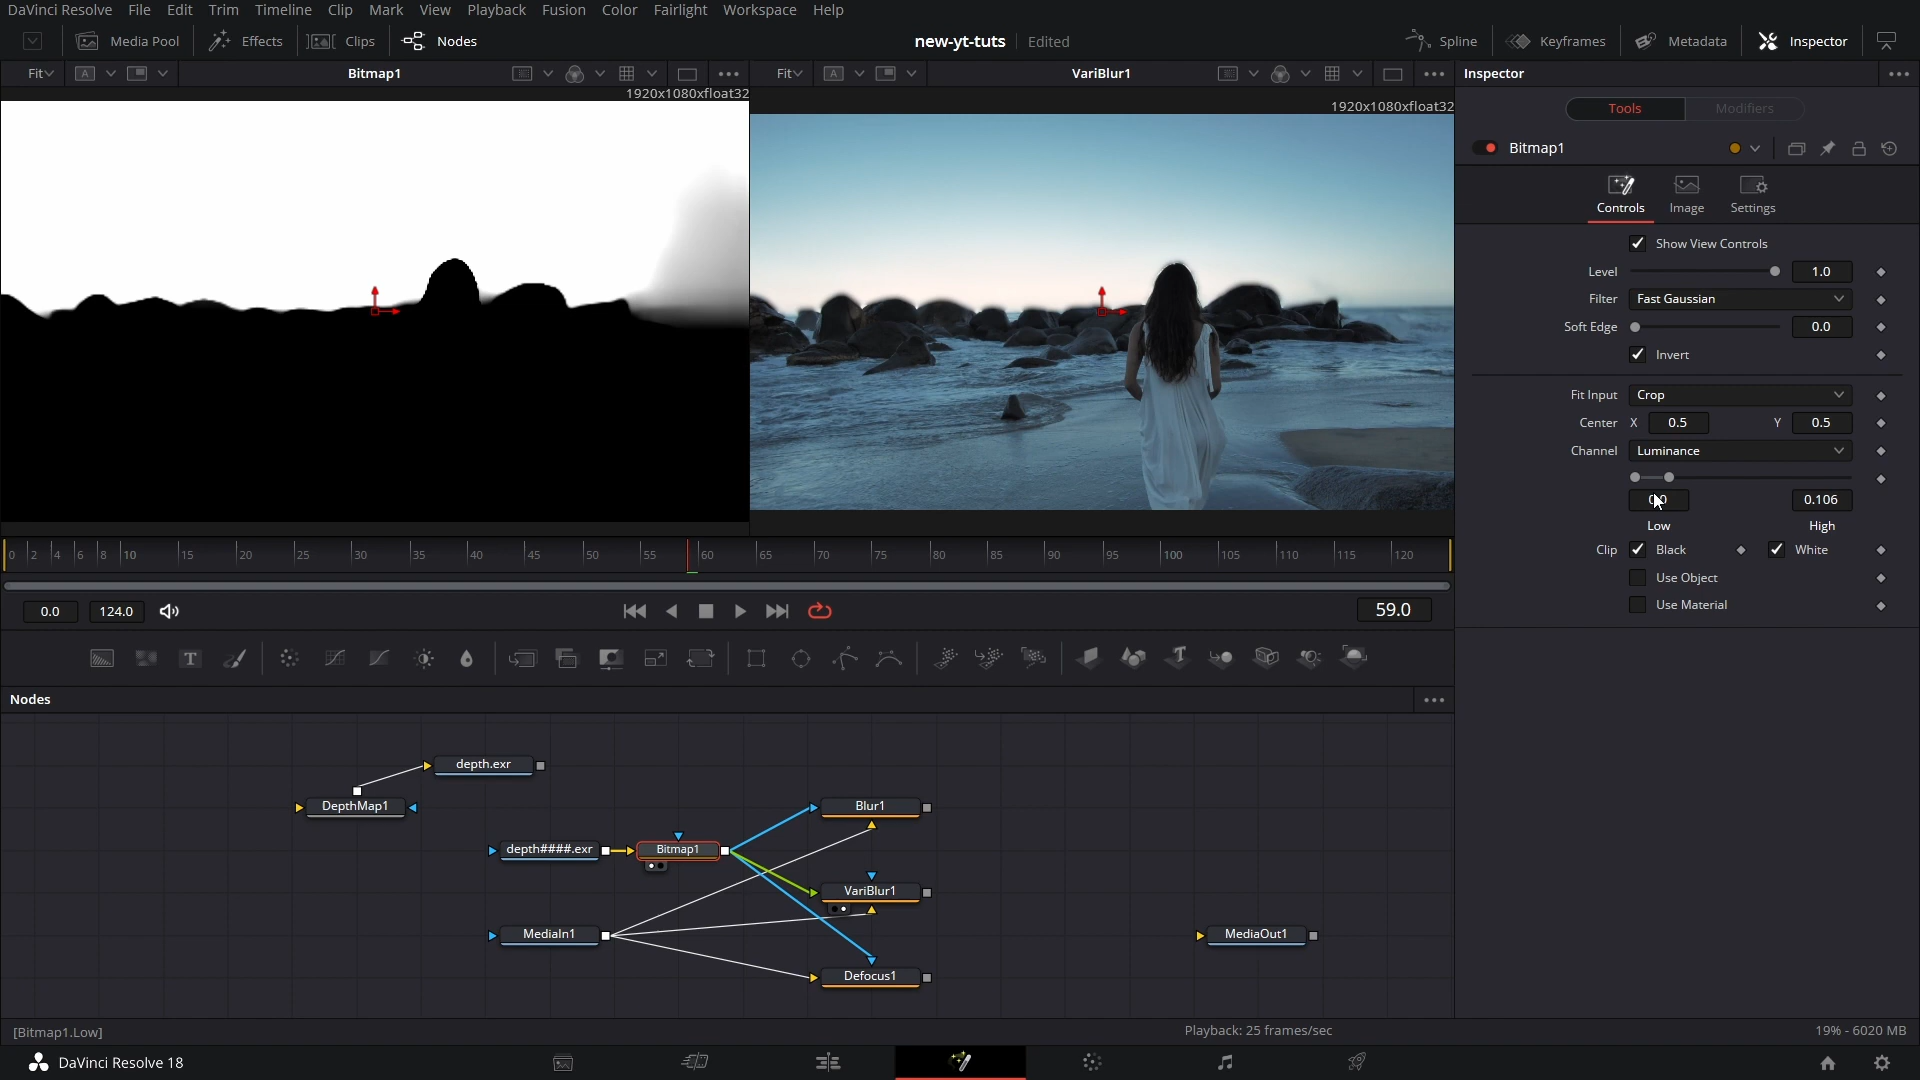 DaVinci Resolve File Edit Trim Timeline Clip Mark View Playback Fusion Color Fairlight Workspace Help
Media Pool Effects Clips Nodes new-yt-tuts Edited Spline Keyframes Metadata Inspector
Fit A Bitmap1 Fit A VariBlur1 Inspector
1920x1080xfloat32
1920x1080xfloat32
Tools Modifiers
Bitmap1
Controls Image Settings
Show View Controls
Level 1.0
Filter Fast Gaussian
Soft Edge 0.0
Invert
Fit Input Crop
Center X 0.5 Y 0.5
Channel Luminance
0.106
Low High
Clip Black White
Use Object
Use Material
0 2 4 6 8 10 15 20 25 30 35 40 45 50 55 60 65 70 75 80 85 90 95 100 105 110 115 120
0.0 124.0 59.0
T T
Nodes
depth.exr
DepthMap1 Blur1
depth####.exr Bitmap1
VariBlur1
MediaIn1 MediaOut1
Defocus1
[Bitmap1.Low] Playback: 25 frames/sec 19% - 6020 MB
DaVinci Resolve 18